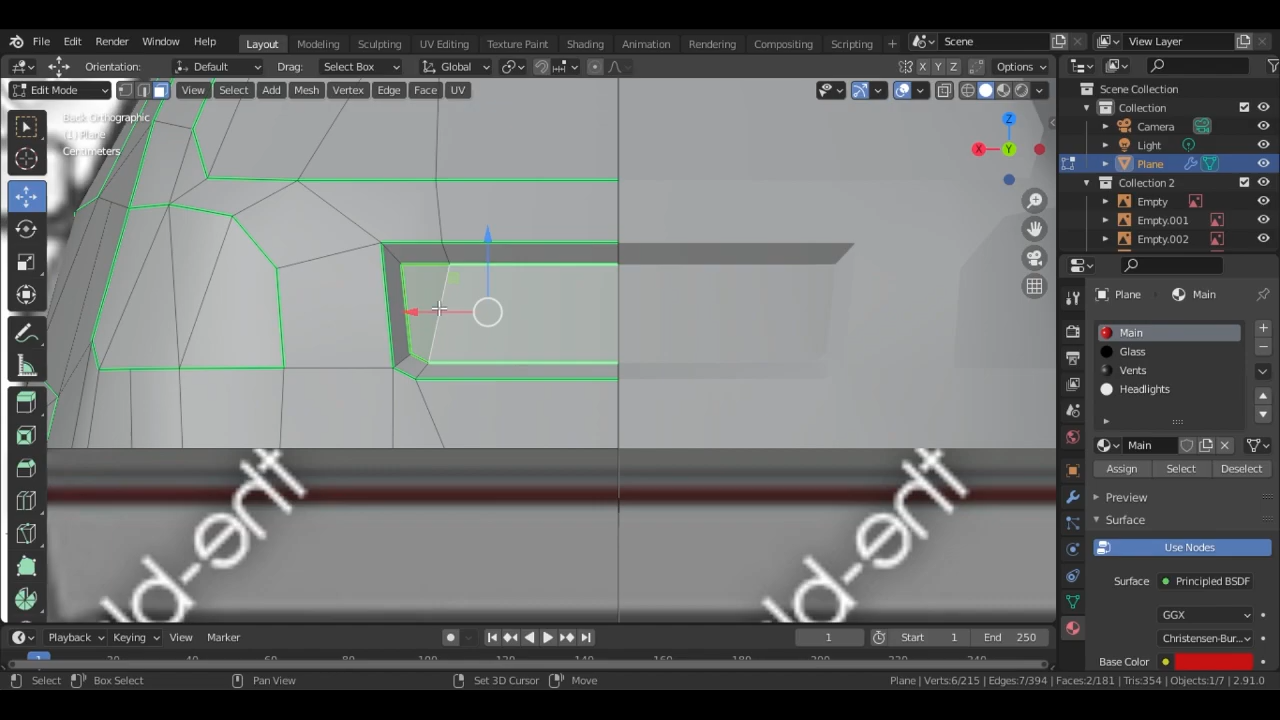 File Edit Render Window Help Layout Modeling Sculpting UV Editing Texture Paint Shading Animation Rendering Compositing Scripting + Scene View Layer
Orientation: Default Drag: Select Box Global X Y Z Options
Edit Mode View Select Add Mesh Vertex Edge Face UV
Back Orthographic
(1) Plane
Centimeters
Z
X Y
Scene Collection
Collection
Camera
Light
Plane
Collection 2
Empty
Empty.001
Empty.002
Plane Main
Main
Glass
Vents
Headlights
Main
Assign Select Deselect
Preview
Surface
Use Nodes
Surface Principled BSDF
GGX
Christensen-Bur...
Base Color
Playback Keying View Marker 1 Start 1 End 250
1
Select Box Select Pan View Set 3D Cursor Move Plane | Verts:6/215 | Edges:7/394 | Faces:2/181 | Tris:354 | Objects:1/7 | 2.91.0